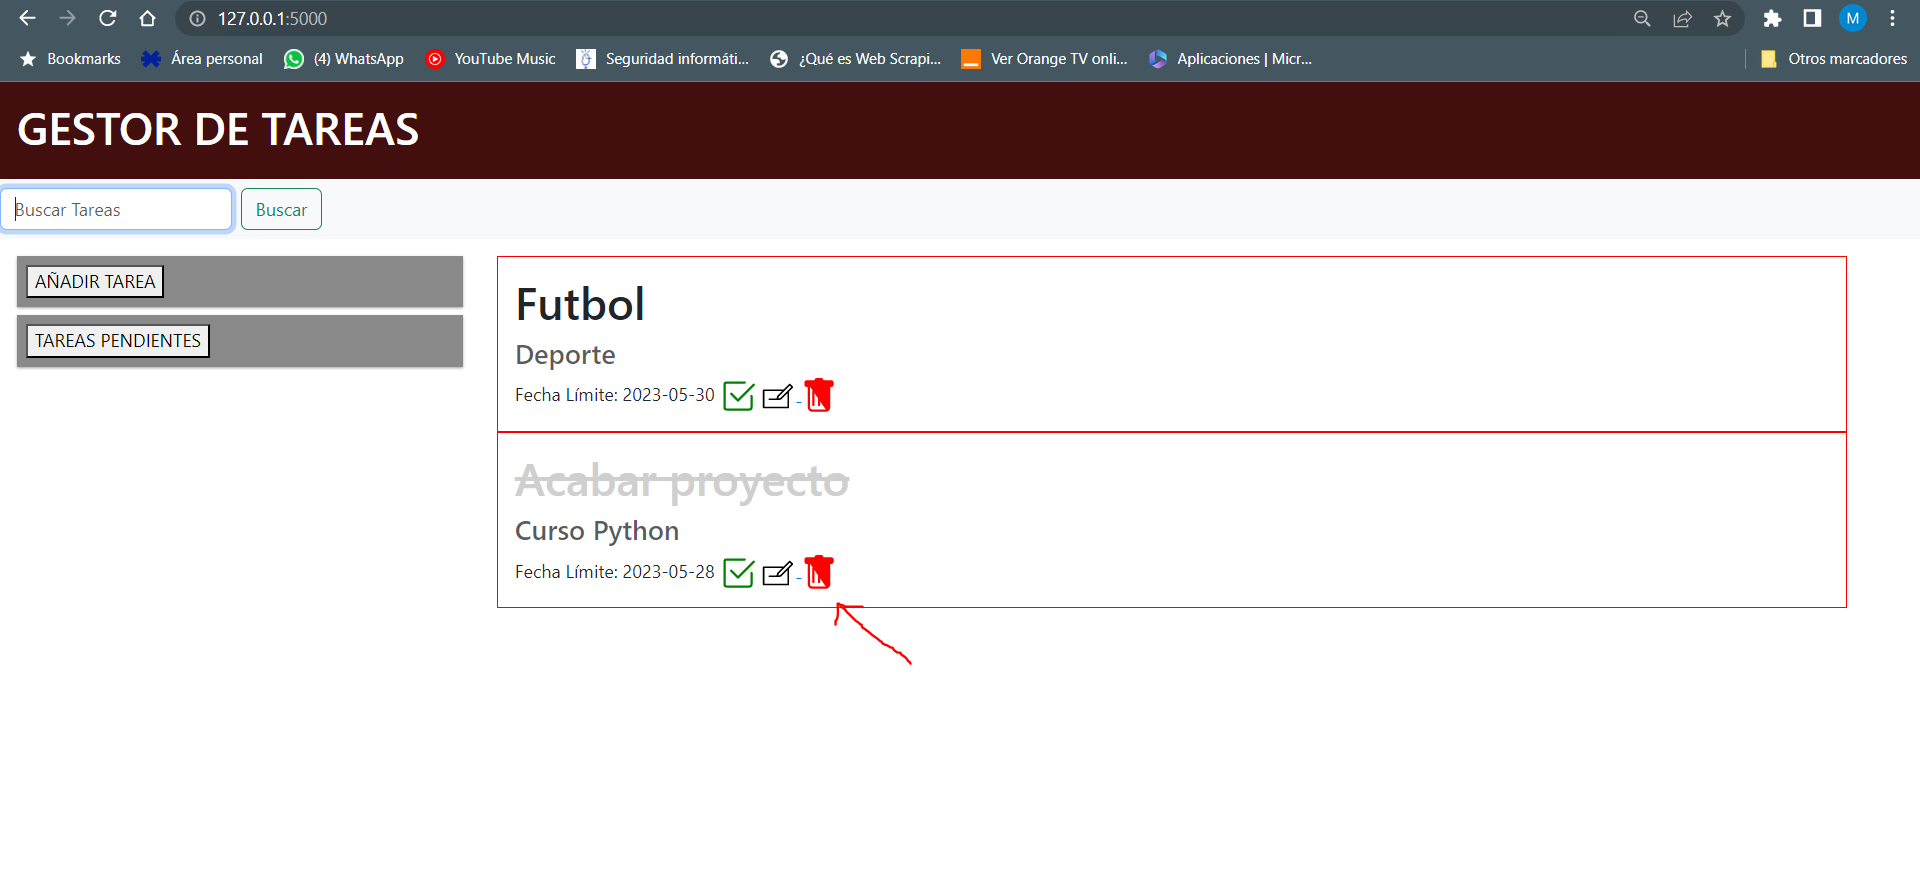 127.0.0.1:5000
M
Bookmarks
Área personal
(4) WhatsApp
YouTube Music
Seguridad informáti...
¿Qué es Web Scrapi...
Ver Orange TV onli...
Aplicaciones | Micr...
Otros marcadores
GESTOR DE TAREAS
Buscar Tareas
Buscar
AÑADIR TAREA
TAREAS PENDIENTES
Futbol
Deporte
Fecha Límite: 2023-05-30
Acabar proyecto
Curso Python
Fecha Límite: 2023-05-28